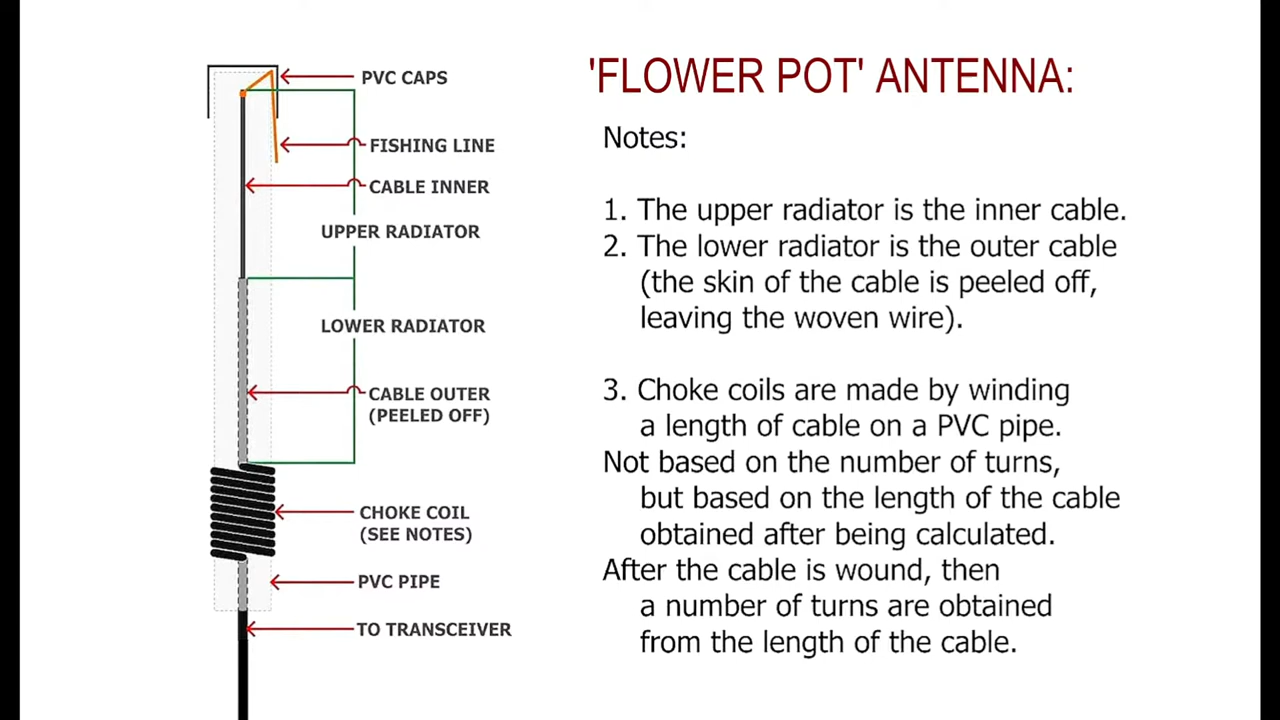 'FLOWER POT' ANTENNA:
PVC CAPS
FISHING LINE
CABLE INNER
UPPER RADIATOR
LOWER RADIATOR
CABLE OUTER
(PEELED OFF)
CHOKE COIL
(SEE NOTES)
PVC PIPE
TO TRANSCEIVER
Notes:
1. The upper radiator is the inner cable.
2. The lower radiator is the outer cable
(the skin of the cable is peeled off,
leaving the woven wire).
3. Choke coils are made by winding
a length of cable on a PVC pipe.
Not based on the number of turns,
but based on the length of the cable
obtained after being calculated.
After the cable is wound, then
a number of turns are obtained
from the length of the cable.